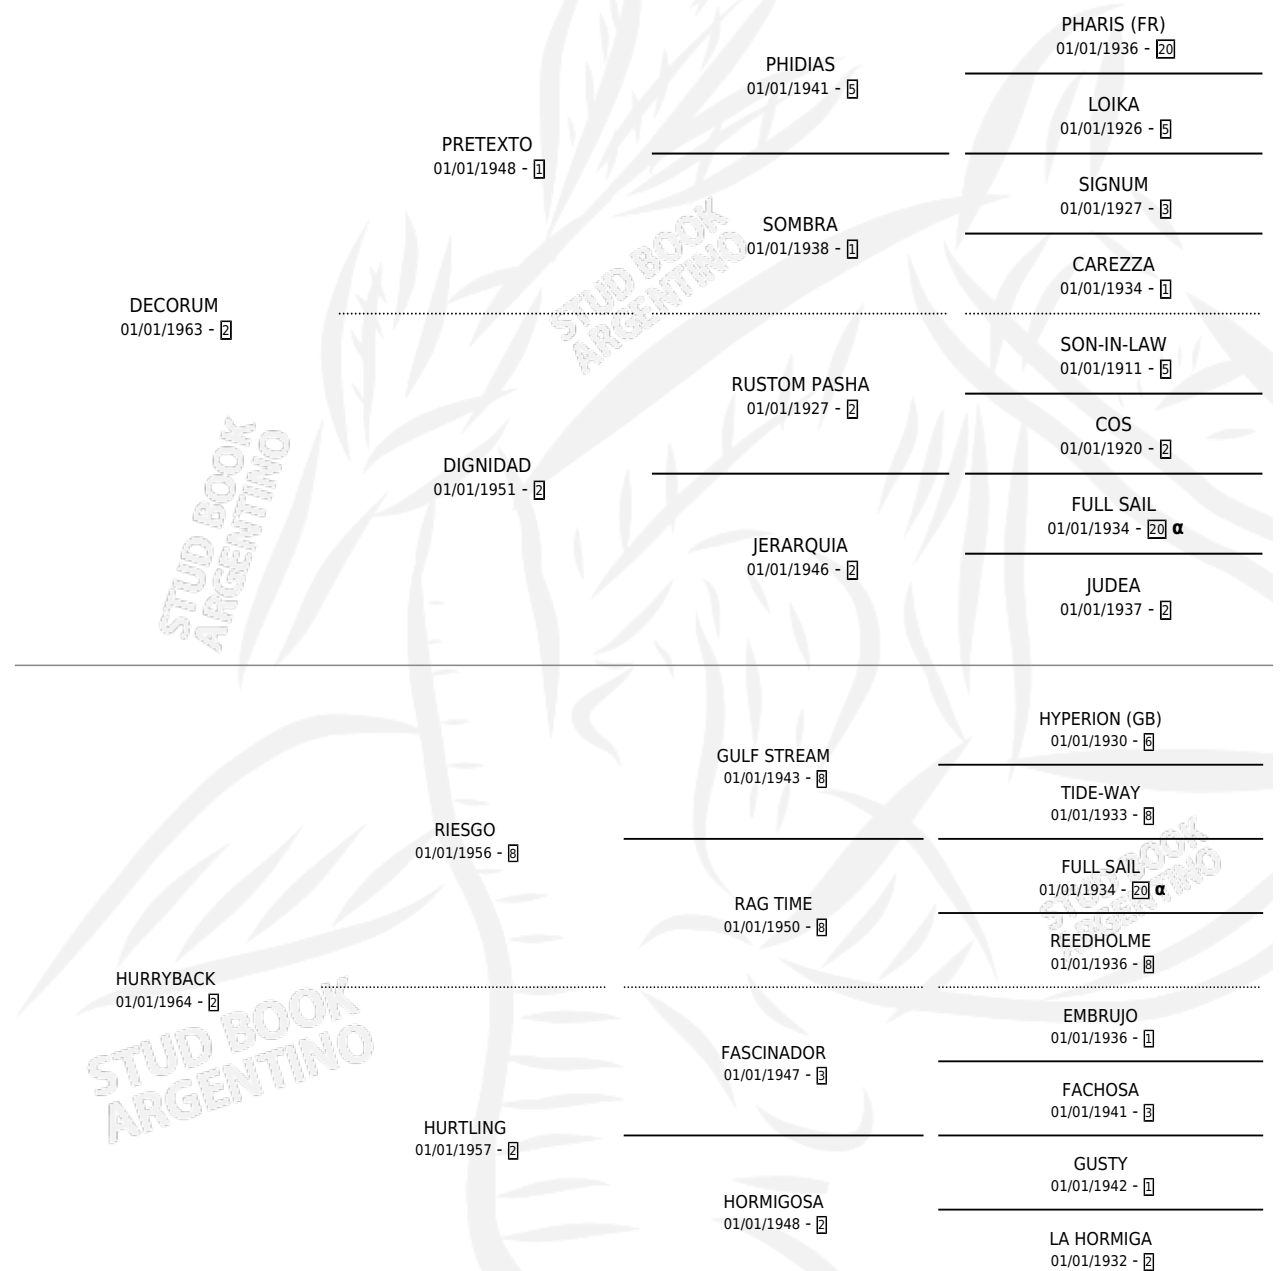 PHARIS (FR)
01/01/1936 - 20
PHIDIAS
01/01/1941 - 5
LOIKA
01/01/1926 - 5
PRETEXTO
01/01/1948 - 1
SIGNUM
01/01/1927 - 3
SOMBRA
01/01/1938 - 1
CAREZZA
01/01/1934 - 1
DECORUM
01/01/1963 - 2
SON-IN-LAW
01/01/1911 - 5
RUSTOM PASHA
01/01/1927 - 2
COS
01/01/1920 - 2
DIGNIDAD
01/01/1951 - 2
FULL SAIL
01/01/1934 - 20 α
JERARQUIA
01/01/1946 - 2
JUDEA
01/01/1937 - 2
HYPERION (GB)
01/01/1930 - 6
GULF STREAM
01/01/1943 - 8
TIDE-WAY
01/01/1933 - 8
RIESGO
01/01/1956 - 8
FULL SAIL
01/01/1934 - 20 α
RAG TIME
01/01/1950 - 8
REEDHOLME
01/01/1936 - 8
HURRYBACK
01/01/1964 - 2
EMBRUJO
01/01/1936 - 1
FASCINADOR
01/01/1947 - 3
FACHOSA
01/01/1941 - 3
HURTLING
01/01/1957 - 2
GUSTY
01/01/1942 - 1
HORMIGOSA
01/01/1948 - 2
LA HORMIGA
01/01/1932 - 2
STUD BOOK
ARGENTINO
STUD BOOK
ARGENTINO
STUD BOOK
ARGENTINO
STUD BOOK
ARGENTINO